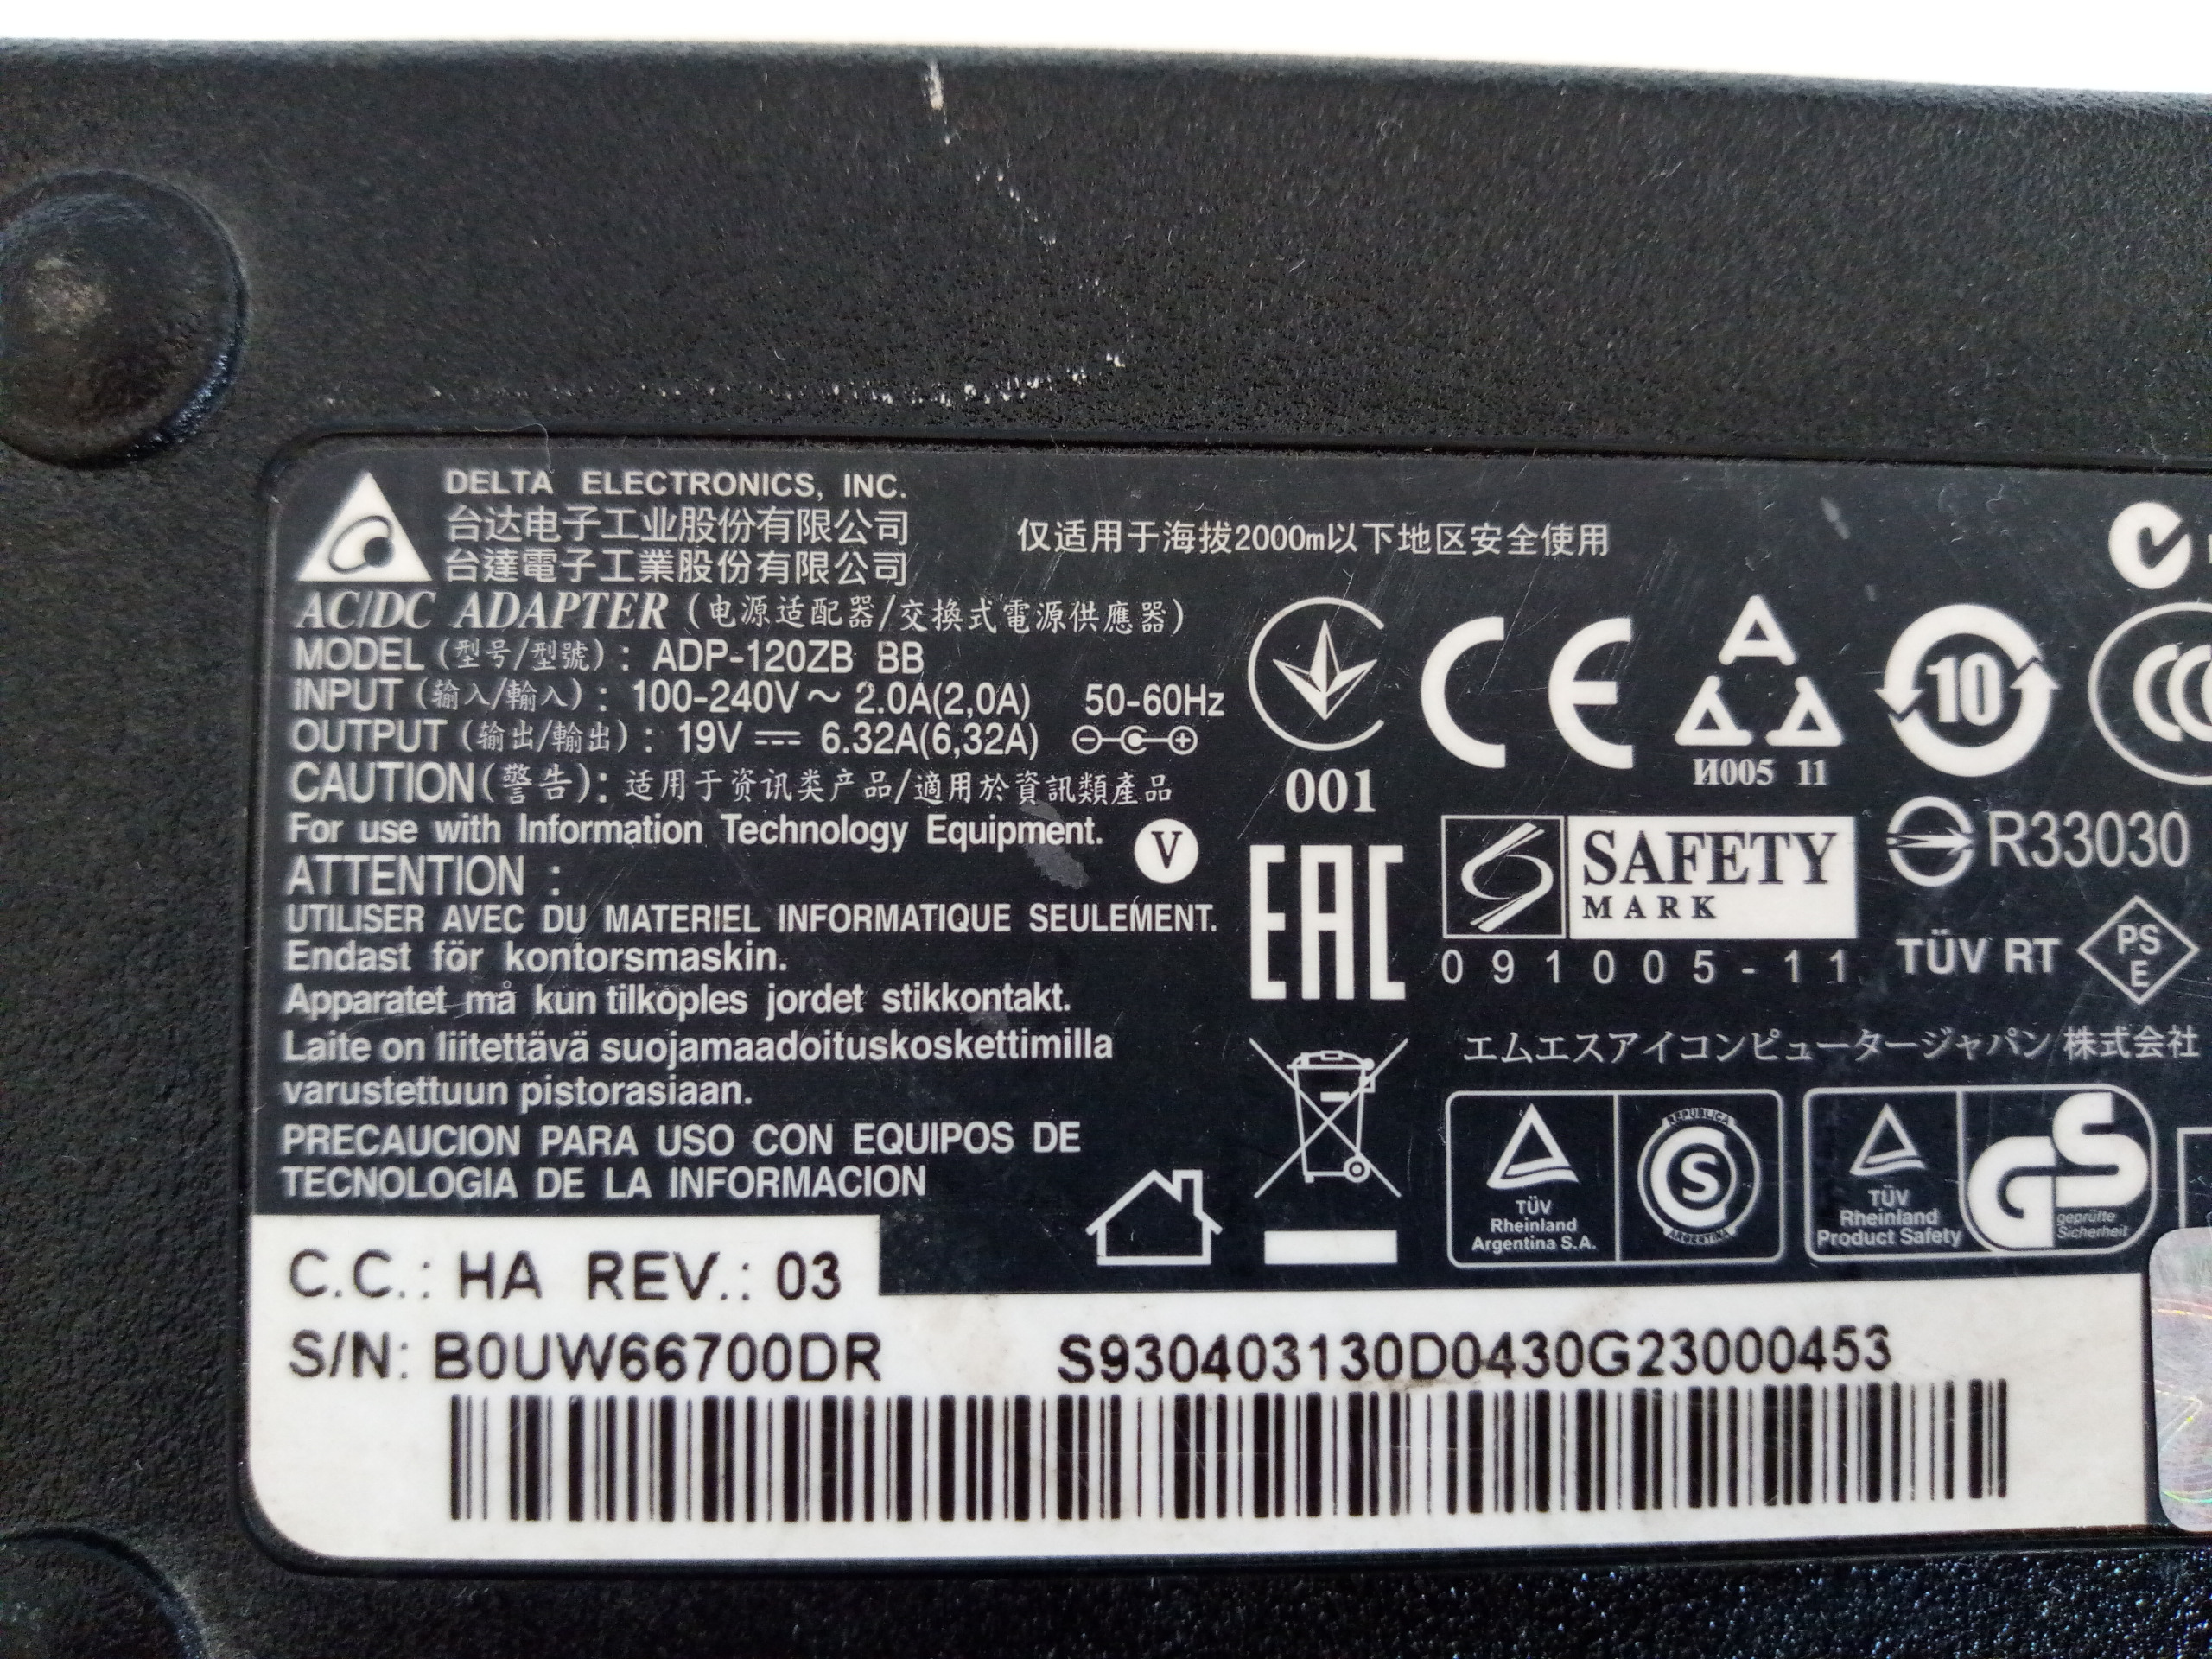 DELTA ELECTRONICS, INC.
台达电子工业股份有限公司
台達電子工業股份有限公司
仅适用于海拔2000m以下地区安全使用
AC/DC ADAPTER (电源适配器/交換式電源供應器)
MODEL (型号/型號) : ADP-120ZB BB
INPUT (输入/輸入) : 100-240V ~ 2.0A(2,0A) 50-60Hz
OUTPUT (输出/輸出) : 19V ⎓ 6.32A(6,32A)
CAUTION (警告) : 适用于资讯类产品/適用於資訊類產品
For use with Information Technology Equipment.
V
ATTENTION :
UTILISER AVEC DU MATERIEL INFORMATIQUE SEULEMENT.
Endast för kontorsmaskin.
Apparatet må kun tilkoples jordet stikkontakt.
Laite on liitettävä suojamaadoituskoskettimilla
varustettuun pistorasiaan.
PRECAUCION PARA USO CON EQUIPOS DE
TECNOLOGIA DE LA INFORMACION
001
CE
И005 11
10
EAC
SAFETY
MARK
091005-11
R33030
TÜV RT
PS
E
エムエスアイコンピュータージャパン 株式会社
TÜV
Rheinland
Argentina S.A.
REPUBLICA
S
ARGENTINA
TÜV
Rheinland
Product Safety
GS
geprüfte
Sicherheit
C.C.: HA REV.: 03
S/N: B0UW66700DR S930403130D0430G23000453